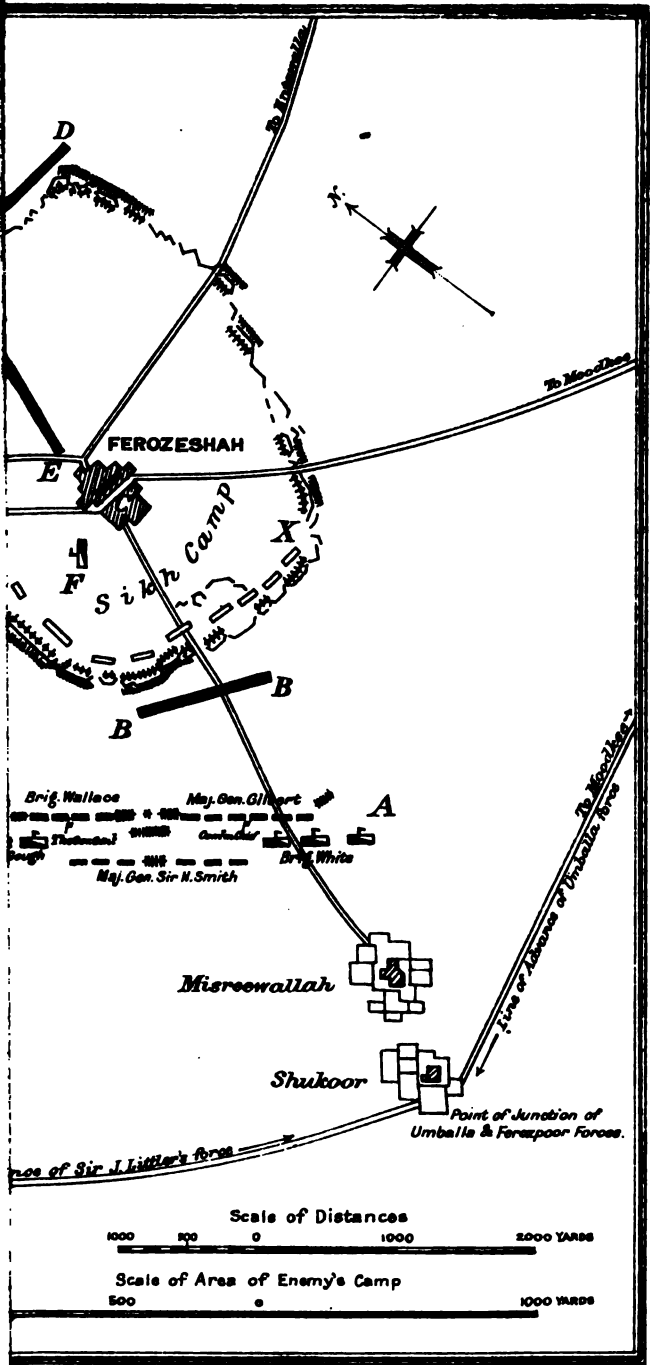 D
N.
To Moodkee
FEROZESHAH
E
X
F
Sikh Camp
B
B
Brig. Wallace
Maj. Gen. Gilbert
A
Gough
Brig. White
Maj. Gen. Sir H. Smith
To Moodkee
Line of Advance of Umballa force
Misreewallah
Shukoor
Point of Junction of
Umballa & Ferozpoor Forces.
nce of Sir J. Littler's force
Scale of Distances
1000 500 0 1000 2000 YARDS
Scale of Area of Enemy's Camp
500 0 1000 YARDS